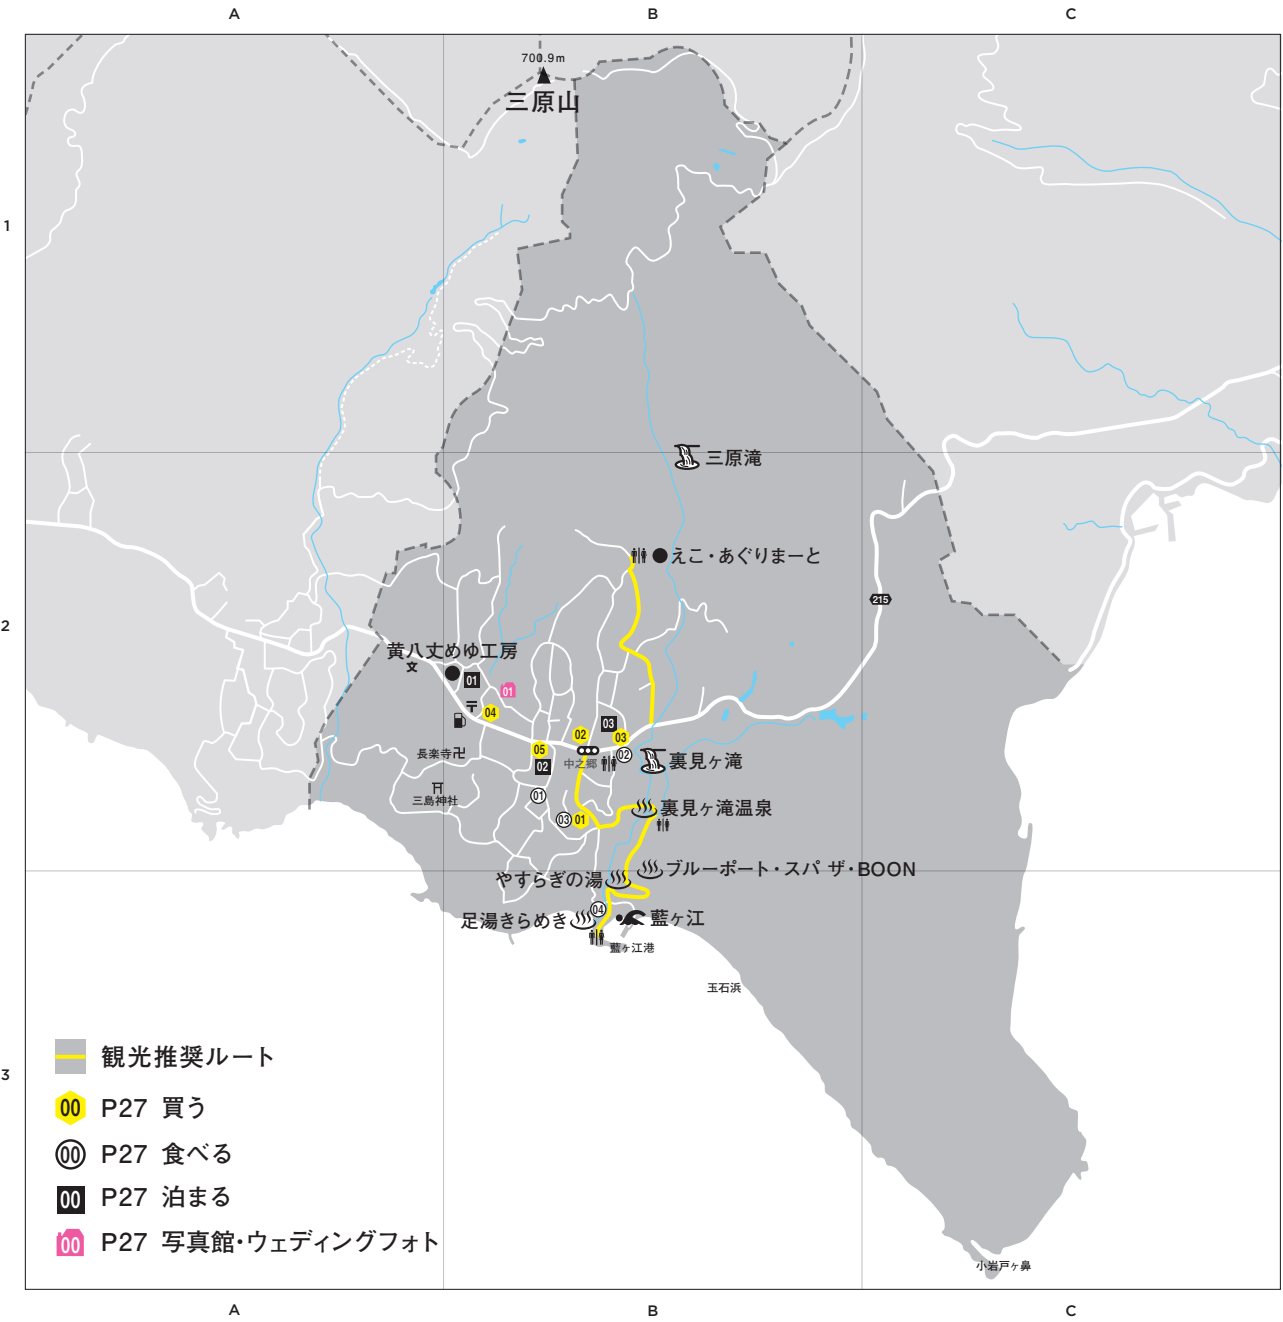 A
B
C
700.9m
三原山
1
三原滝
えこ・あぐりまーと
215
2
黄八丈めゆ工房
文
01
01
04
03
02
03
05
02
長楽寺
中之郷
02
裏見ヶ滝
三島神社
01
裏見ヶ滝温泉
03
01
ブルーポート・スパ ザ・BOON
やすらぎの湯
04
足湯きらめき
藍ヶ江
藍ヶ江港
玉石浜
観光推奨ルート
3
00 P27 買う
00 P27 食べる
00 P27 泊まる
00 P27 写真館・ウェディングフォト
小岩戸ヶ鼻
A
B
C